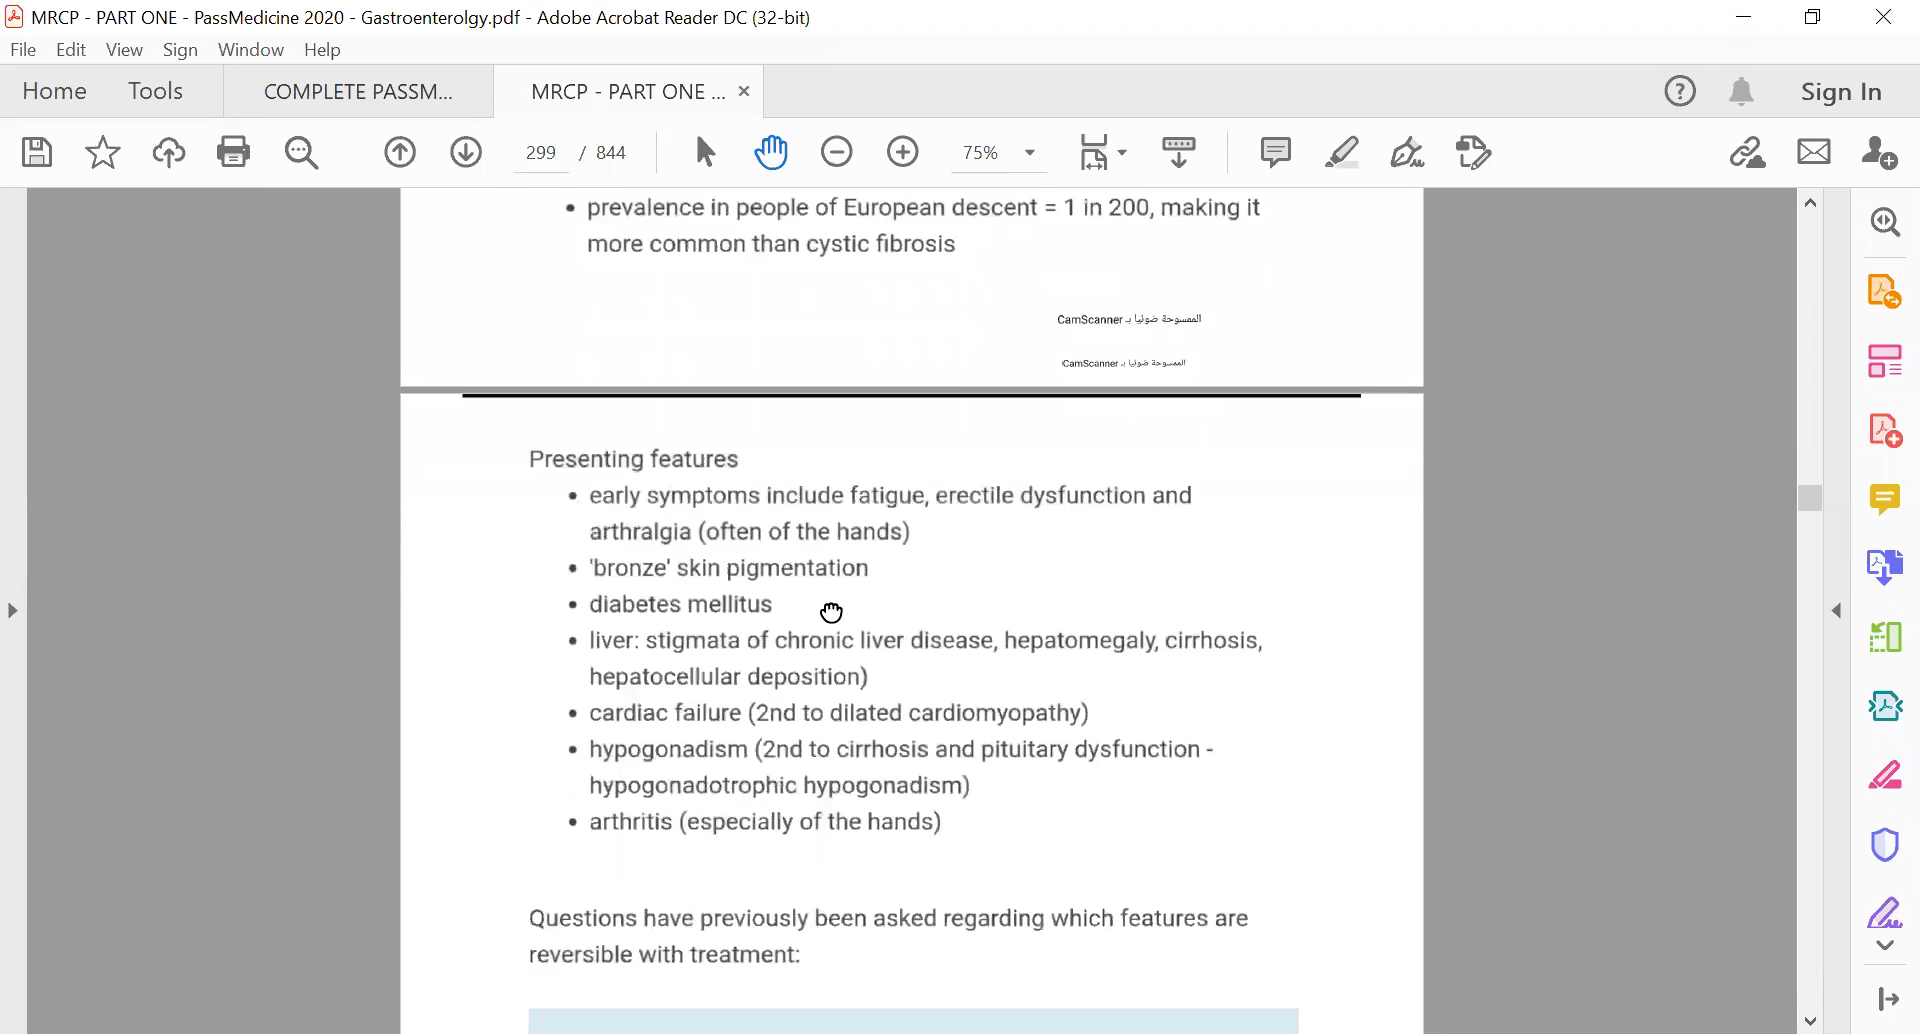 MRCP - PART ONE - PassMedicine 2020 - Gastroenterolgy.pdf - Adobe Acrobat Reader DC (32-bit)
File Edit View Sign Window Help
Home Tools COMPLETE PASSM... MRCP - PART ONE ... × Sign In
299 / 844 75%
• prevalence in people of European descent = 1 in 200, making it
more common than cystic fibrosis
الممسوحة ضوئيا بـ CamScanner
الممسوحة ضوئيا بـ CamScanner
Presenting features
• early symptoms include fatigue, erectile dysfunction and
arthralgia (often of the hands)
• 'bronze' skin pigmentation
• diabetes mellitus
• liver: stigmata of chronic liver disease, hepatomegaly, cirrhosis,
hepatocellular deposition)
• cardiac failure (2nd to dilated cardiomyopathy)
• hypogonadism (2nd to cirrhosis and pituitary dysfunction -
hypogonadotrophic hypogonadism)
• arthritis (especially of the hands)
Questions have previously been asked regarding which features are
reversible with treatment: